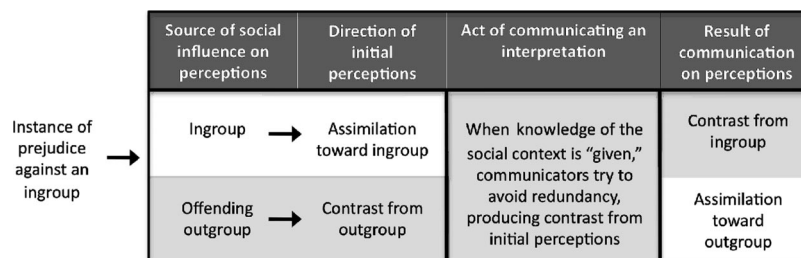 Source of social
influence on
perceptions
Direction of
initial
perceptions
Act of communicating an
interpretation
Result of
communication
on perceptions
Instance of
prejudice
against an
ingroup
Ingroup
Assimilation
toward ingroup
Offending
outgroup
Contrast from
outgroup
When knowledge of the
social context is “given,”
communicators try to
avoid redundancy,
producing contrast from
initial perceptions
Contrast from
ingroup
Assimilation
toward
outgroup